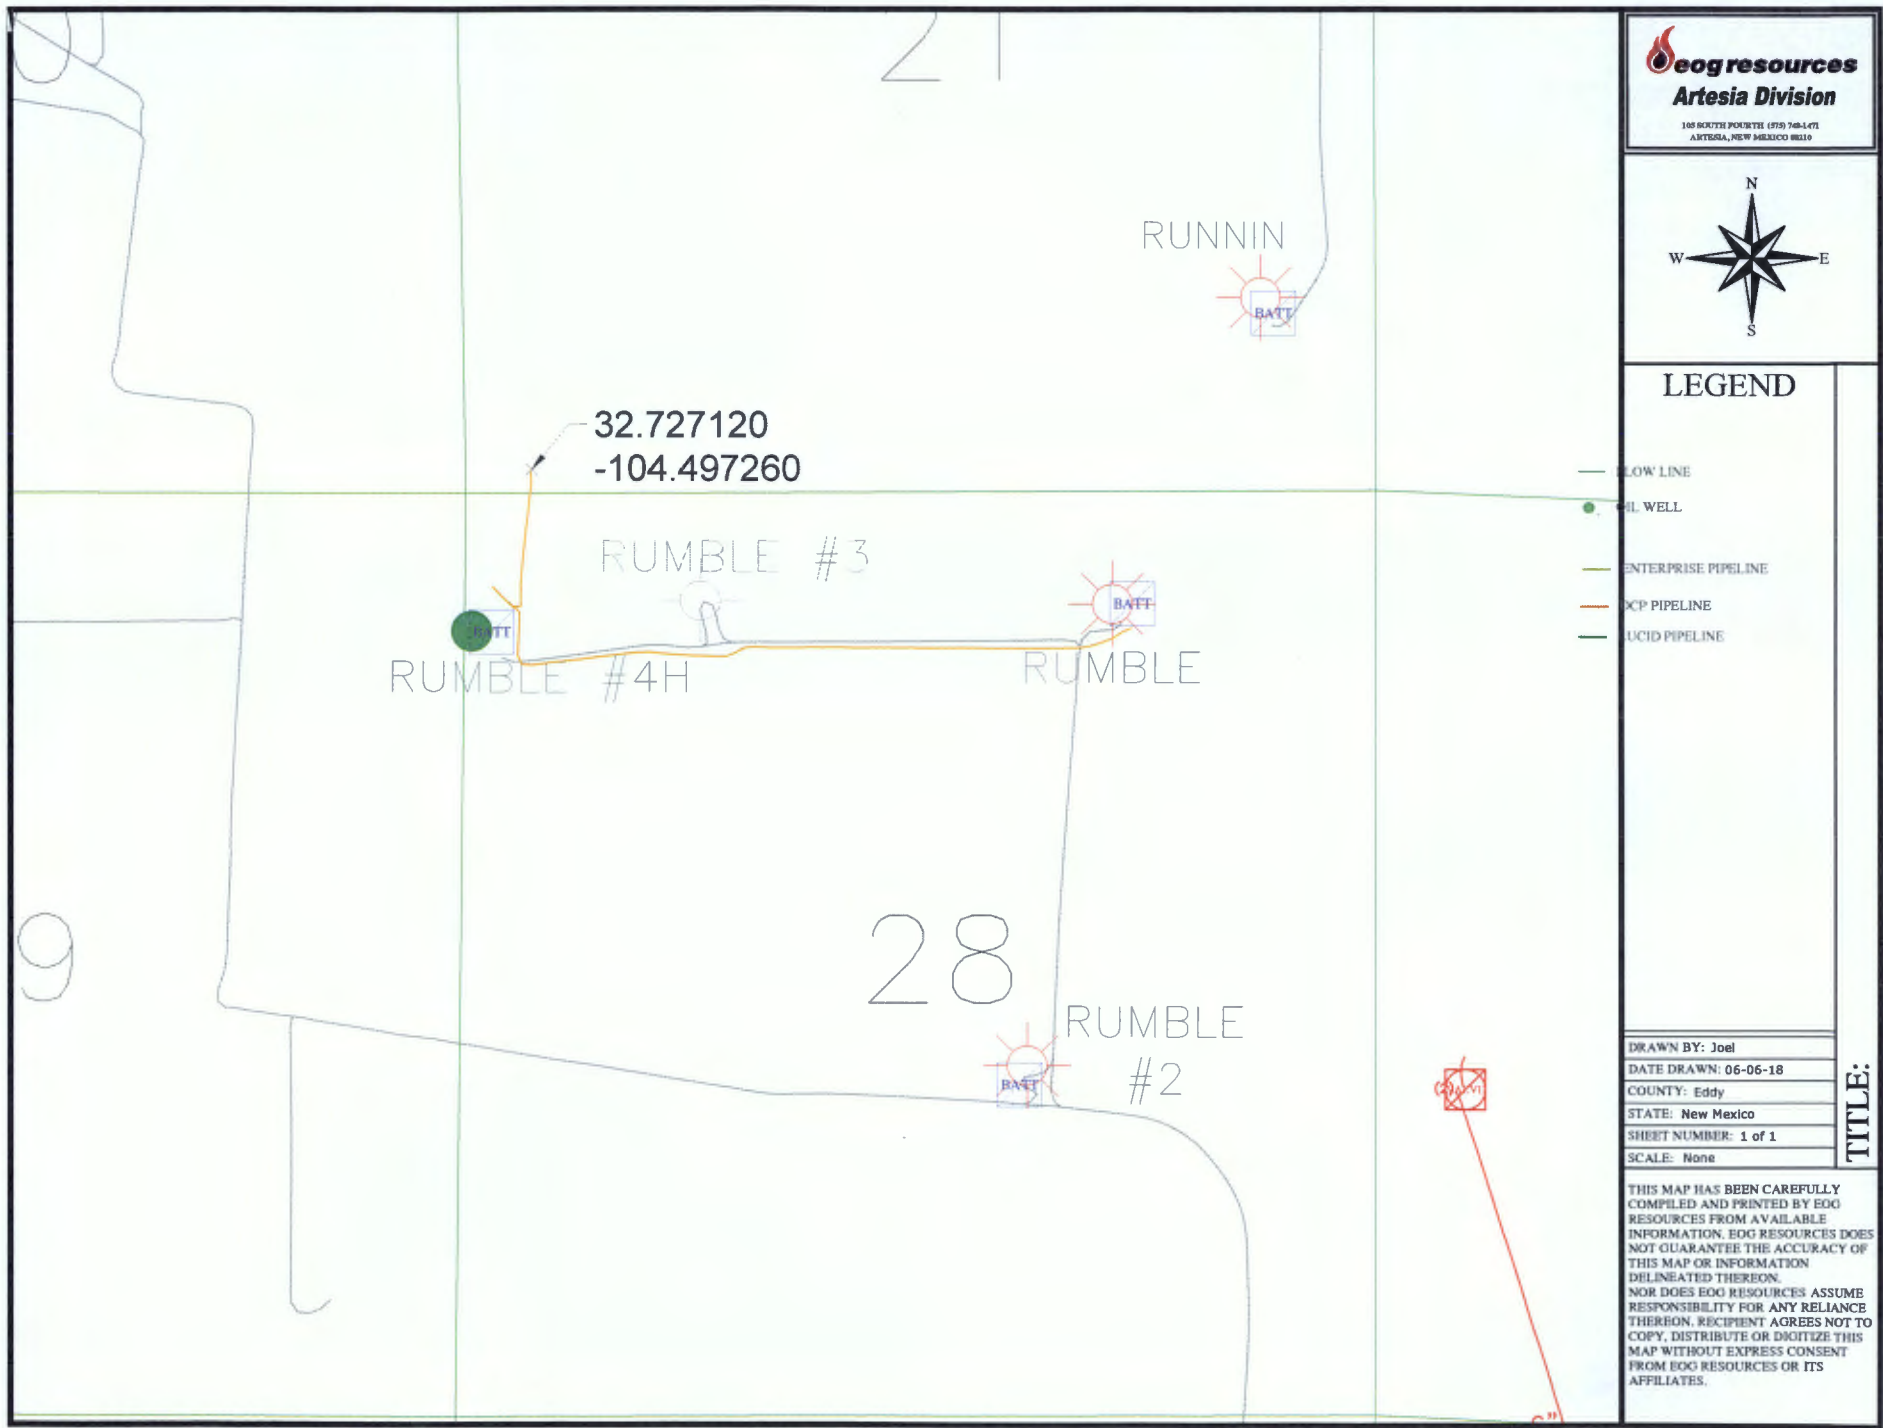 21
RUNNIN
BATT
32.727120
-104.497260
RUMBLE #3
BATT
BATT
RUMBLE #4H
RUMBLE
28
9
RUMBLE
#2
BATT
eog resources
Artesia Division
105 SOUTH FOURTH (575) 748-1471
ARTESIA, NEW MEXICO 88210
N
W
E
S
LEGEND
LOW LINE
IL WELL
ENTERPRISE PIPELINE
DCP PIPELINE
LUCID PIPELINE
DRAWN BY: Joel
DATE DRAWN: 06-06-18
COUNTY: Eddy
STATE: New Mexico
SHEET NUMBER: 1 of 1
SCALE: None
TITLE:
THIS MAP HAS BEEN CAREFULLY
COMPILED AND PRINTED BY EOG
RESOURCES FROM AVAILABLE
INFORMATION. EOG RESOURCES DOES
NOT GUARANTEE THE ACCURACY OF
THIS MAP OR INFORMATION
DELINEATED THEREON.
NOR DOES EOG RESOURCES ASSUME
RESPONSIBILITY FOR ANY RELIANCE
THEREON. RECIPIENT AGREES NOT TO
COPY, DISTRIBUTE OR DIGITIZE THIS
MAP WITHOUT EXPRESS CONSENT
FROM EOG RESOURCES OR ITS
AFFILIATES.